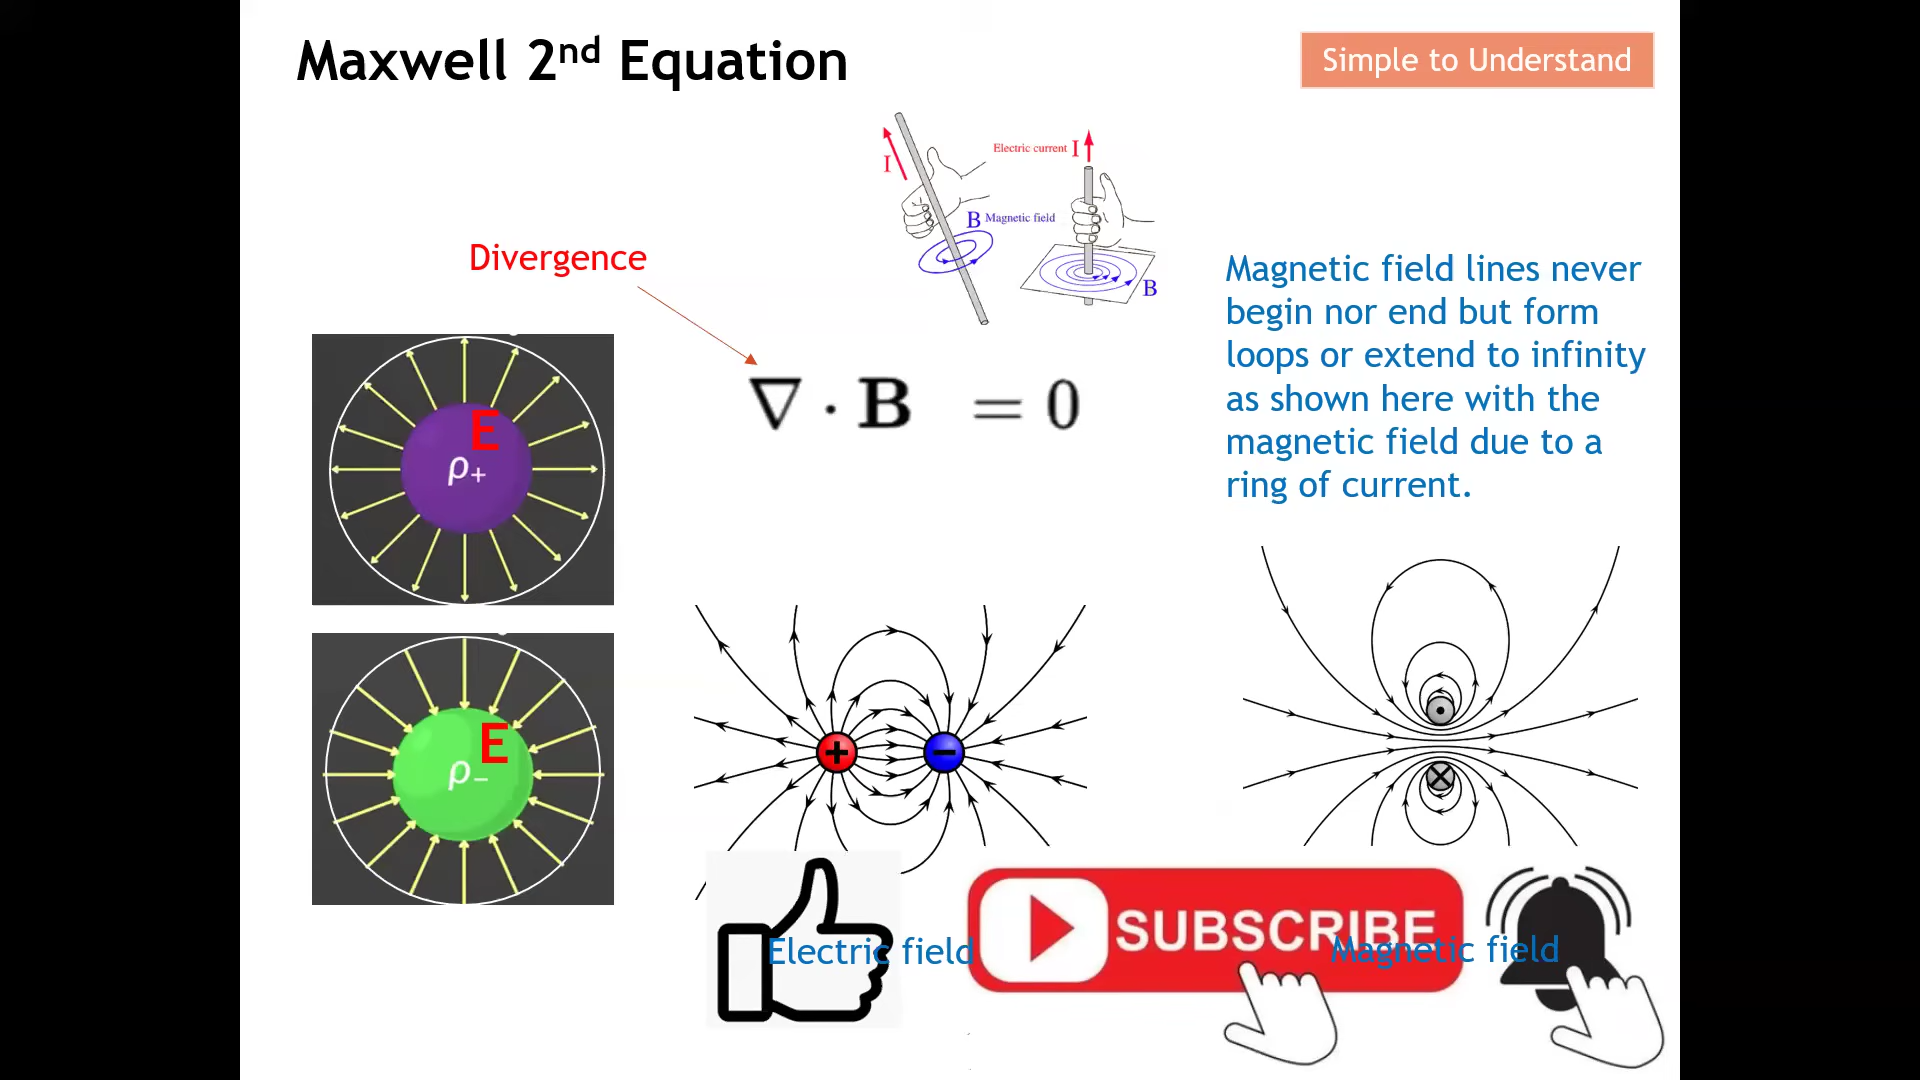 Maxwell 2nd Equation
Simple to Understand
I
Electric current I
B Magnetic field
B
Divergence
∇ · B = 0
Magnetic field lines never
begin nor end but form
loops or extend to infinity
as shown here with the
magnetic field due to a
ring of current.
E
ρ+
E
ρ−
+
−
SUBSCRIBE
Electric field
Magnetic field